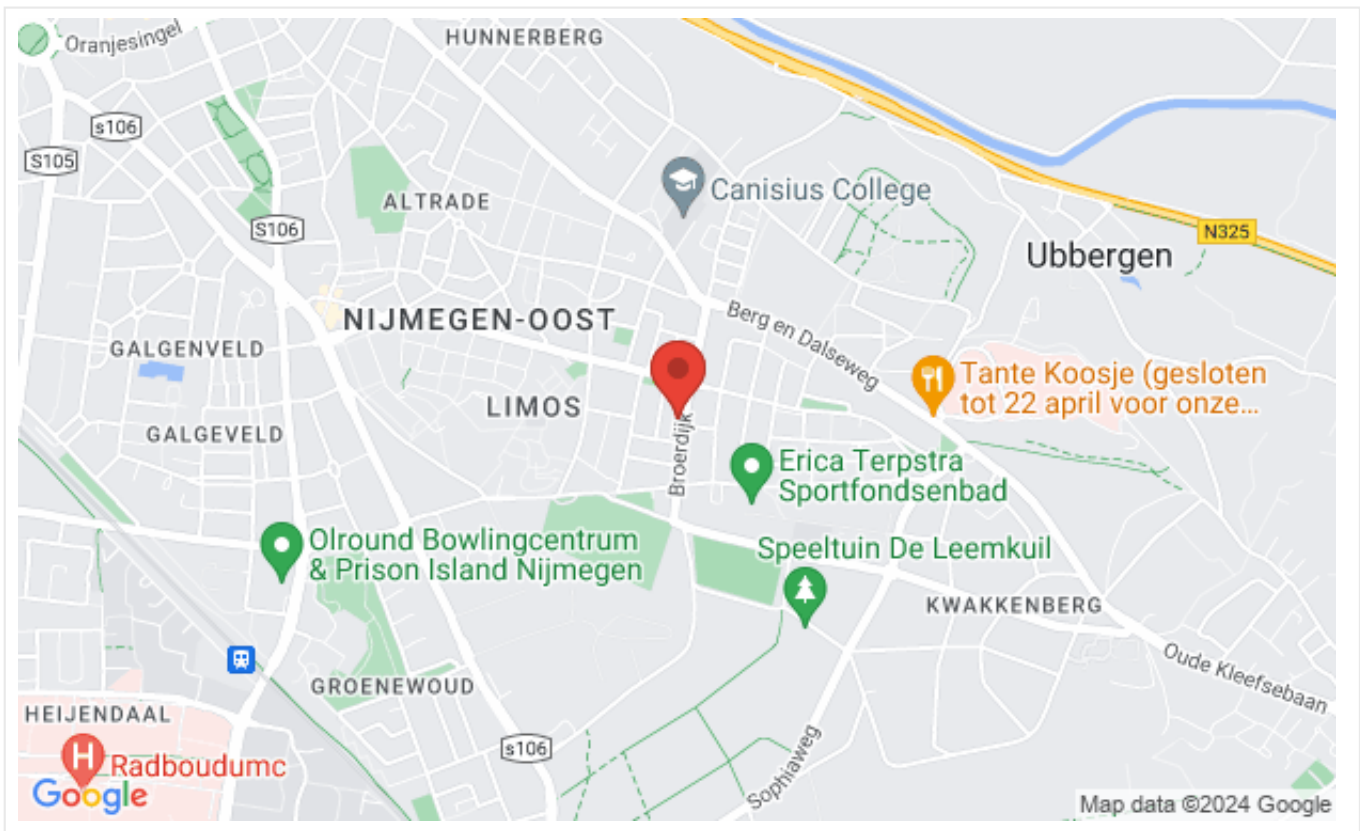 Oranjesingel
HUNNERBERG
s106
S105
Canisius College
ALTRADE
S106
N325
Ubbergen
NIJMEGEN-OOST
Berg en Dalseweg
GALGENVELD
Tante Koosje (gesloten
tot 22 april voor onze...
LIMOS
GALGEVELD
Broerdijk
Erica Terpstra
Sportfondsenbad
Olround Bowlingcentrum
& Prison Island Nijmegen
Speeltuin De Leemkuil
KWAKKENBERG
Oude Kleefsebaan
GROENEWOUD
HEIJENDAAL
s106
Sophiaweg
H
Radboudumc
Google
Map data ©2024 Google